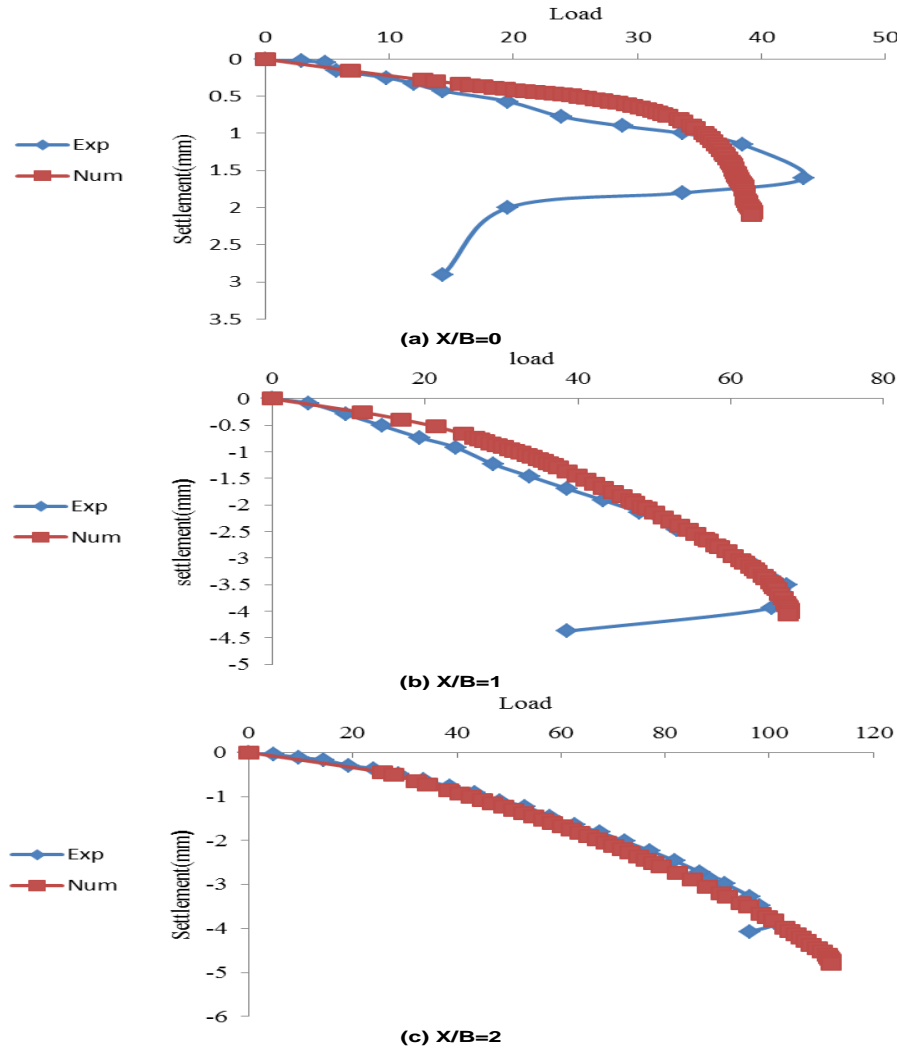 Load
0 10 20 30 40 50
0
0.5
1
1.5
2
2.5
3
3.5
Settlement(mm)
Exp
Num
(a) X/B=0
load
0 20 40 60 80
0
-0.5
-1
-1.5
-2
-2.5
-3
-3.5
-4
-4.5
-5
settlement(mm)
Exp
Num
(b) X/B=1
Load
0 20 40 60 80 100 120
0
-1
-2
-3
-4
-5
-6
Settlement(mm)
Exp
Num
(c) X/B=2